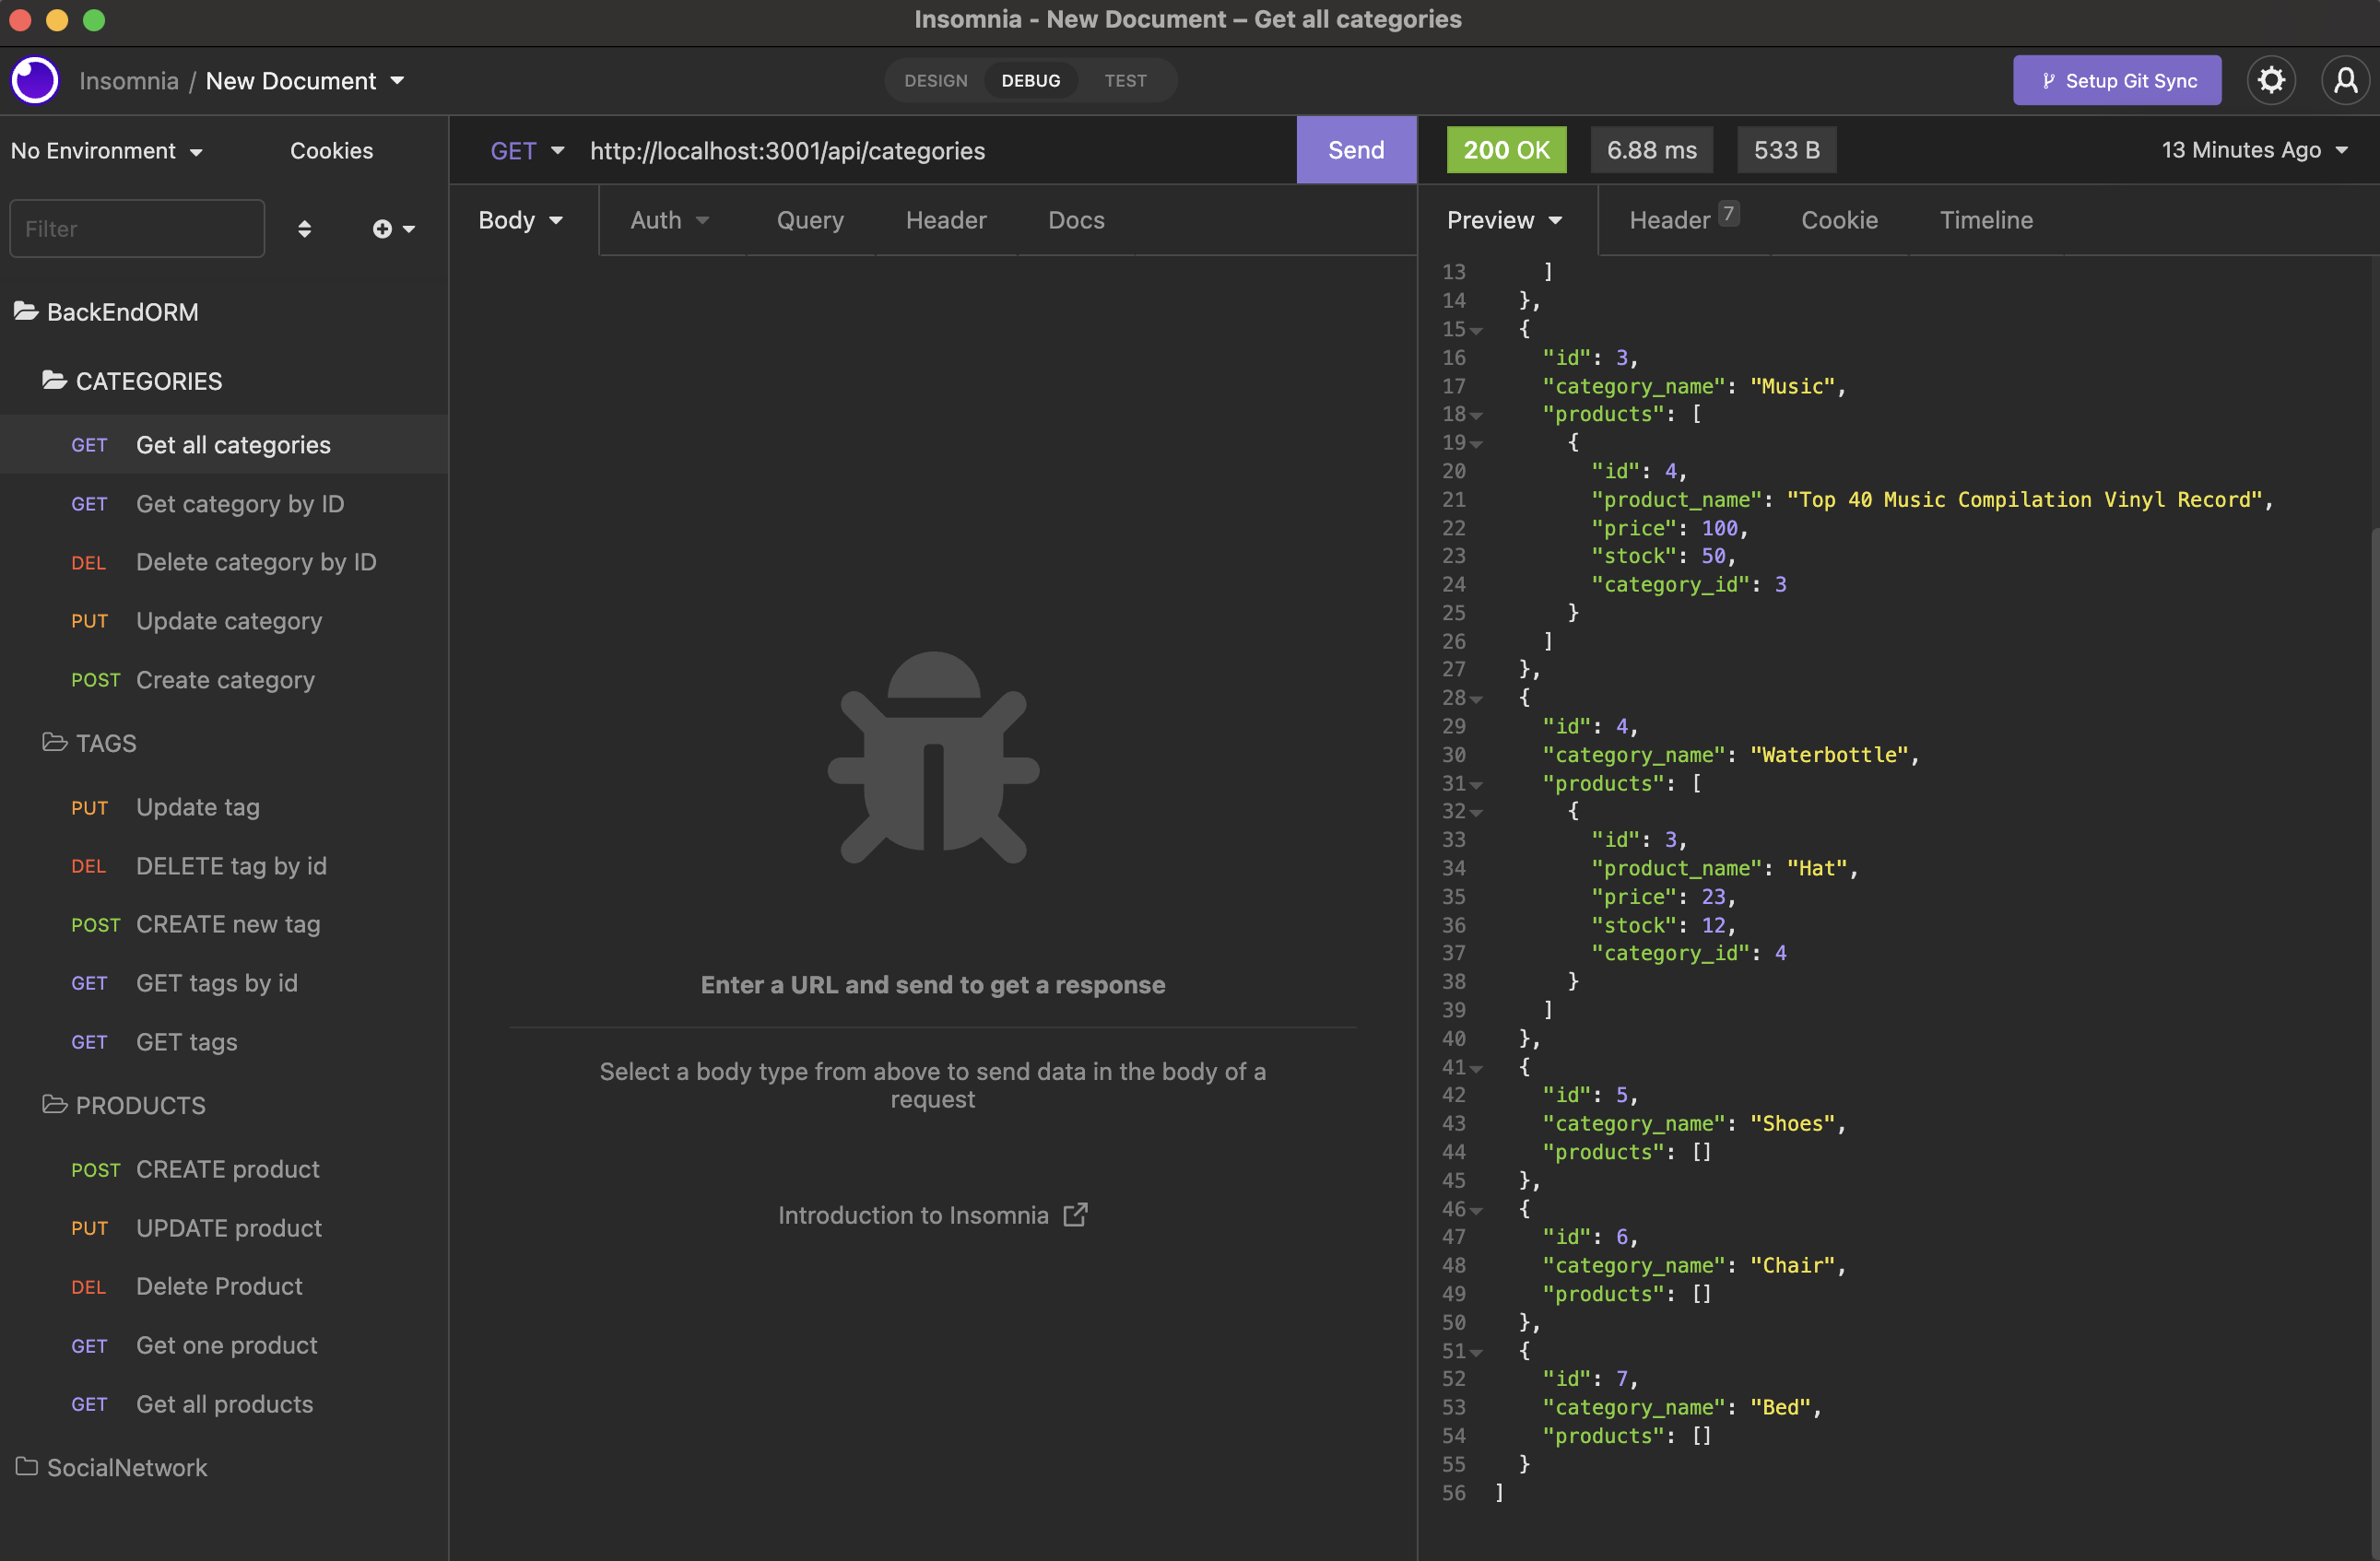 Insomnia - New Document – Get all categories
Insomnia / New Document
DESIGN DEBUG TEST
Setup Git Sync
No Environment Cookies
Filter
BackEndORM
CATEGORIES
GET Get all categories
GET Get category by ID
DEL Delete category by ID
PUT Update category
POST Create category
TAGS
PUT Update tag
DEL DELETE tag by id
POST CREATE new tag
GET GET tags by id
GET GET tags
PRODUCTS
POST CREATE product
PUT UPDATE product
DEL Delete Product
GET Get one product
GET Get all products
SocialNetwork
GET http://localhost:3001/api/categories Send
Body Auth Query Header Docs
Enter a URL and send to get a response
Select a body type from above to send data in the body of a
request
Introduction to Insomnia
200 OK 6.88 ms 533 B 13 Minutes Ago
Preview Header 7 Cookie Timeline
13 ]
14 },
15 {
16 "id": 3,
17 "category_name": "Music",
18 "products": [
19 {
20 "id": 4,
21 "product_name": "Top 40 Music Compilation Vinyl Record",
22 "price": 100,
23 "stock": 50,
24 "category_id": 3
25 }
26 ]
27 },
28 {
29 "id": 4,
30 "category_name": "Waterbottle",
31 "products": [
32 {
33 "id": 3,
34 "product_name": "Hat",
35 "price": 23,
36 "stock": 12,
37 "category_id": 4
38 }
39 ]
40 },
41 {
42 "id": 5,
43 "category_name": "Shoes",
44 "products": []
45 },
46 {
47 "id": 6,
48 "category_name": "Chair",
49 "products": []
50 },
51 {
52 "id": 7,
53 "category_name": "Bed",
54 "products": []
55 }
56 ]